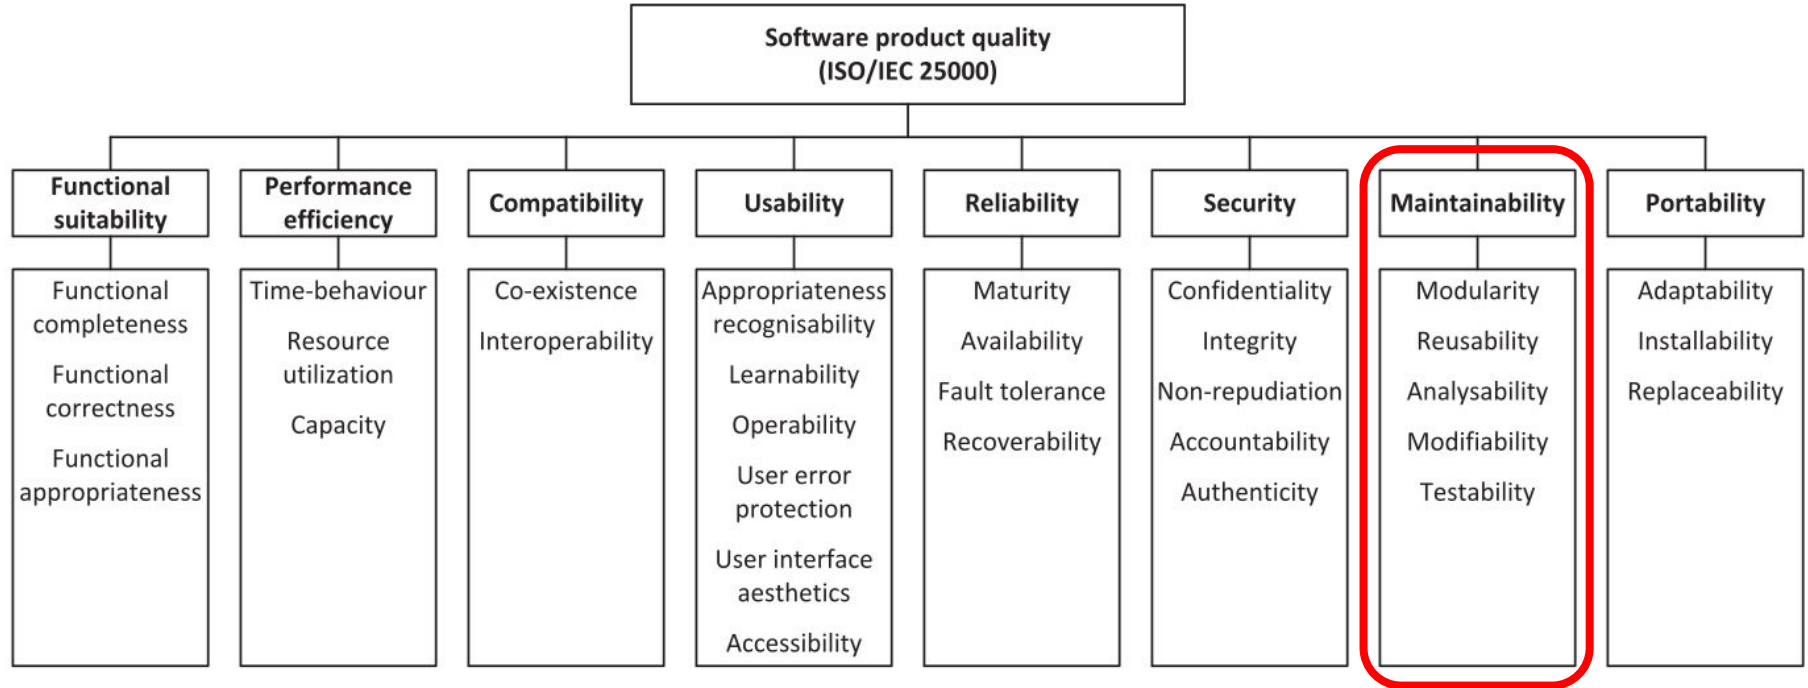 Software product quality
(ISO/IEC 25000)
Functional
suitability
Performance
efficiency
Compatibility
Usability
Reliability
Security
Maintainability
Portability
Functional
completeness
Functional
correctness
Functional
appropriateness
Time-behaviour
Resource
utilization
Capacity
Co-existence
Interoperability
Appropriateness
recognisability
Learnability
Operability
User error
protection
User interface
aesthetics
Accessibility
Maturity
Availability
Fault tolerance
Recoverability
Confidentiality
Integrity
Non-repudiation
Accountability
Authenticity
Modularity
Reusability
Analysability
Modifiability
Testability
Adaptability
Installability
Replaceability